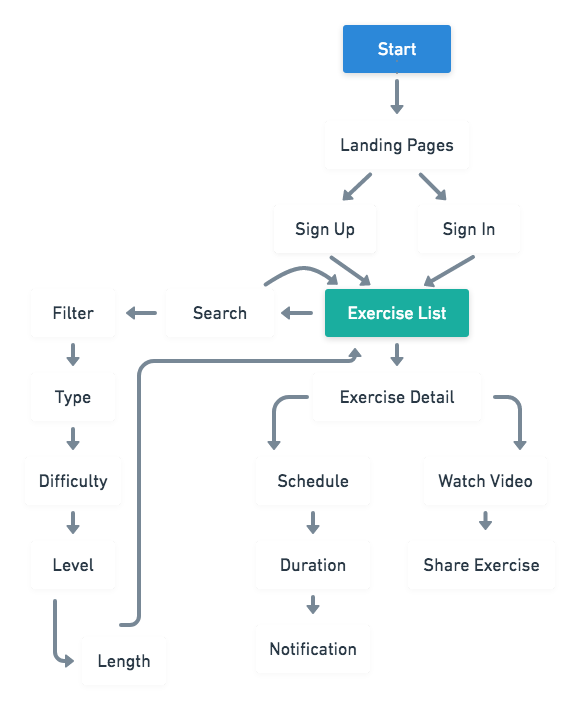 Start
Landing Pages
Sign Up
Sign In
Filter
Search
Exercise List
Type
Exercise Detail
Difficulty
Schedule
Watch Video
Level
Duration
Share Exercise
Length
Notification